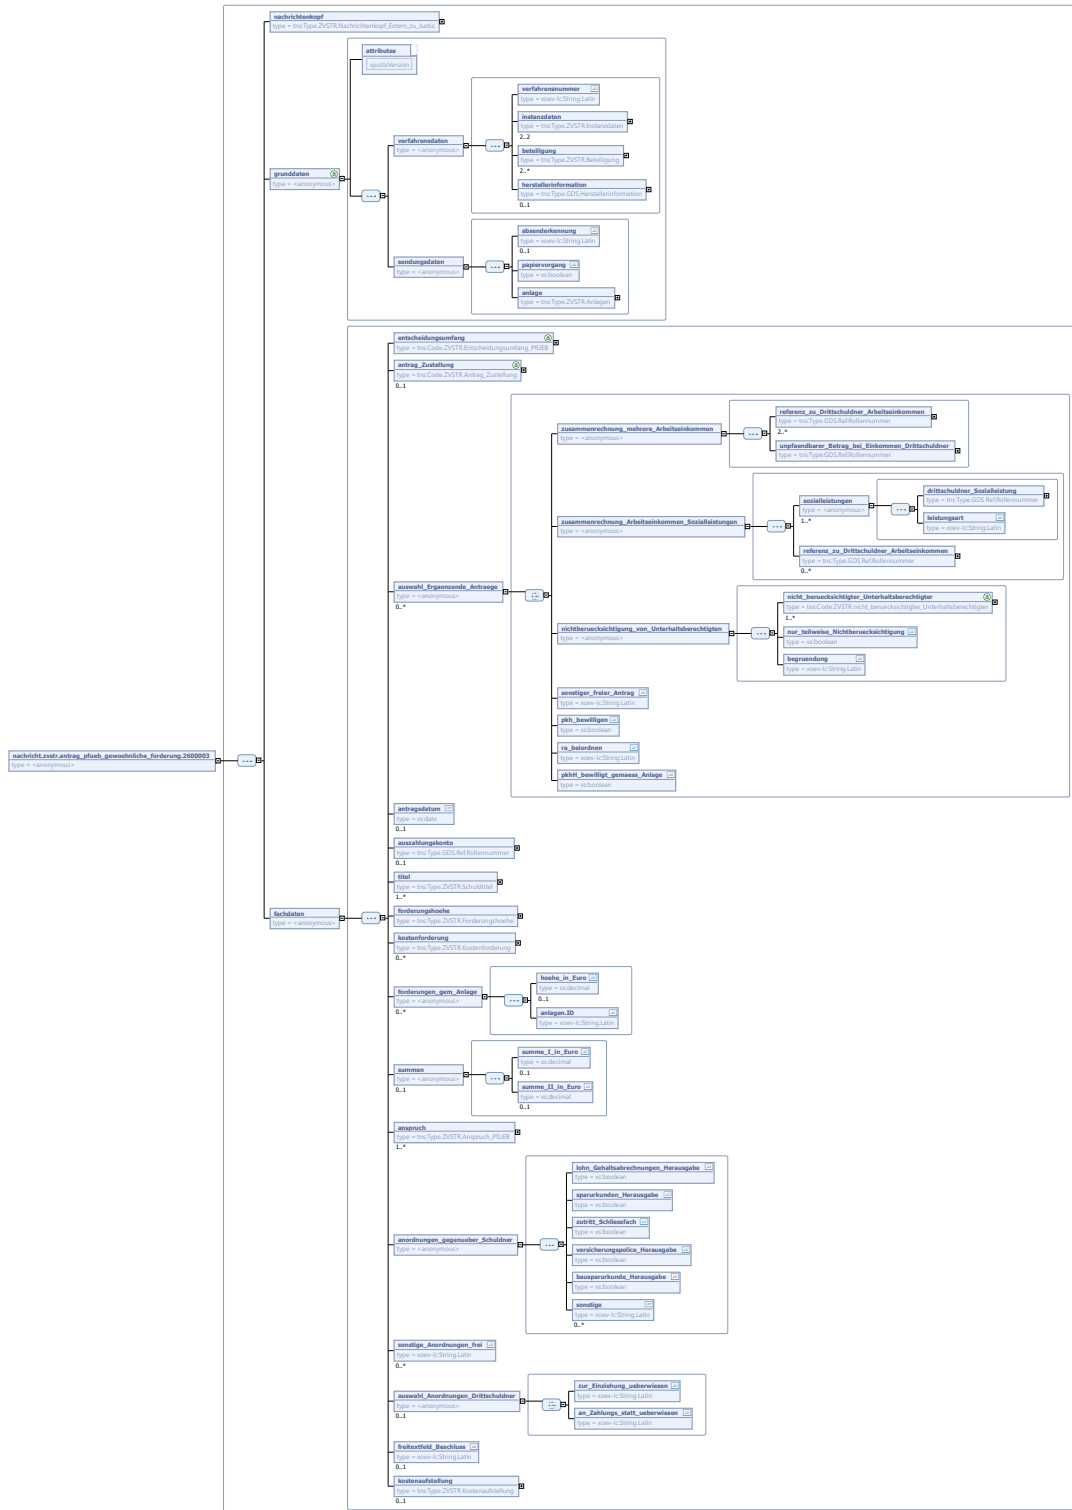 nachrichtenkopf
type = tns:Type.ZVSTR.Nachrichtenkopf_Extern_zu_Justiz
attributes
xjustizVersion
grunddaten
type = <anonymous>
verfahrensdaten
type = <anonymous>
verfahrensnummer
type = xoev-lc:String.Latin
instanzdaten
type = tns:Type.ZVSTR.Instanzdaten
2..2
beteiligung
type = tns:Type.ZVSTR.Beteiligung
2..*
herstellerinformation
type = tns:Type.GDS.Herstellerinformation
0..1
sendungsdaten
type = <anonymous>
absenderkennung
type = xoev-lc:String.Latin
0..1
papiervorgang
type = xs:boolean
anlage
type = tns:Type.ZVSTR.Anlagen
entscheidungsumfang
type = tns:Code.ZVSTR.Entscheidungsumfang_PfUEB
antrag_Zustellung
type = tns:Code.ZVSTR.Antrag_Zustellung
0..1
auswahl_Ergaenzende_Antraege
type = <anonymous>
0..*
zusammenrechnung_mehrere_Arbeitseinkommen
type = <anonymous>
referenz_zu_Drittschuldner_Arbeitseinkommen
type = tns:Type.GDS.Ref.Rollennummer
2..*
unpfaendbarer_Betrag_bei_Einkommen_Drittschuldner
type = tns:Type.GDS.Ref.Rollennummer
zusammenrechnung_Arbeitseinkommen_Sozialleistungen
type = <anonymous>
sozialleistungen
type = <anonymous>
1..*
drittschuldner_Sozialleistung
type = tns:Type.GDS.Ref.Rollennummer
leistungsart
type = xoev-lc:String.Latin
referenz_zu_Drittschuldner_Arbeitseinkommen
type = tns:Type.GDS.Ref.Rollennummer
0..*
nichtberuecksichtigung_von_Unterhaltsberechtigten
type = <anonymous>
nicht_beruecksichtigter_Unterhaltsberechtigter
type = tns:Code.ZVSTR.nicht_beruecksichtigter_Unterhaltsberechtigter
1..*
nur_teilweise_Nichtberuecksichtigung
type = xs:boolean
begruendung
type = xoev-lc:String.Latin
sonstiger_freier_Antrag
type = xoev-lc:String.Latin
pkh_bewilligen
type = xs:boolean
ra_beiordnen
type = xoev-lc:String.Latin
pkhH_bewilligt_gemaess_Anlage
type = xs:boolean
nachricht.zvstr.antrag_pfueb_gewoehnliche_forderung.2600003
type = <anonymous>
fachdaten
type = <anonymous>
antragsdatum
type = xs:date
0..1
auszahlungskonto
type = tns:Type.GDS.Ref.Rollennummer
0..1
titel
type = tns:Type.ZVSTR.Schuldtitel
1..*
forderungshoehe
type = tns:Type.ZVSTR.Forderungshoehe
kostenforderung
type = tns:Type.ZVSTR.Kostenforderung
0..*
forderungen_gem_Anlage
type = <anonymous>
0..*
hoehe_in_Euro
type = xs:decimal
0..1
anlagen.ID
type = xoev-lc:String.Latin
summen
type = <anonymous>
0..1
summe_I_in_Euro
type = xs:decimal
0..1
summe_II_in_Euro
type = xs:decimal
0..1
anspruch
type = tns:Type.ZVSTR.Anspruch_PfUEB
1..*
anordnungen_gegenueber_Schuldner
type = <anonymous>
lohn_Gehaltsabrechnungen_Herausgabe
type = xs:boolean
sparurkunden_Herausgabe
type = xs:boolean
zutritt_Schliessfach
type = xs:boolean
versicherungspolice_Herausgabe
type = xs:boolean
bausparurkunde_Herausgabe
type = xs:boolean
sonstige
type = xoev-lc:String.Latin
0..*
sonstige_Anordnungen_frei
type = xoev-lc:String.Latin
0..*
auswahl_Anordnungen_Drittschuldner
type = <anonymous>
0..1
zur_Einziehung_ueberwiesen
type = xoev-lc:String.Latin
an_Zahlungs_statt_ueberwiesen
type = xoev-lc:String.Latin
freitextfeld_Beschluss
type = xoev-lc:String.Latin
0..1
kostenaufstellung
type = tns:Type.ZVSTR.Kostenaufstellung
0..1